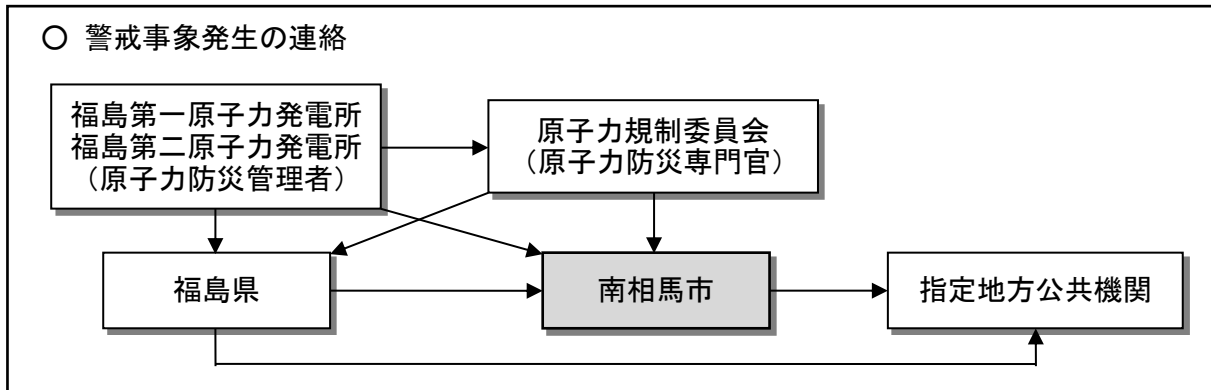 ○ 警戒事象発生の連絡
福島第一原子力発電所
福島第二原子力発電所
（原子力防災管理者）
原子力規制委員会
（原子力防災専門官）
福島県
南相馬市
指定地方公共機関